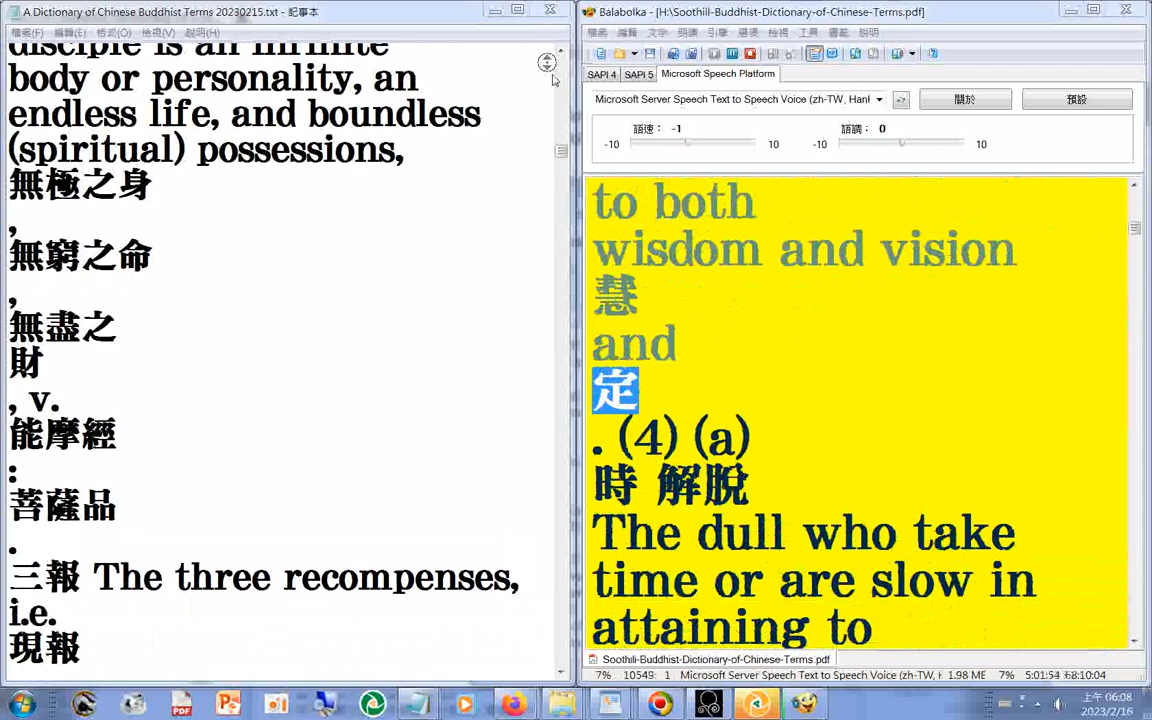 A Dictionary of Chinese Buddhist Terms 20230215.txt - 記事本
檔案(F) 編輯(E) 格式(O) 檢視(V) 說明(H)
disciple is an infinite
body or personality, an
endless life, and boundless
(spiritual) possessions,
無極之身
,
無窮之命
,
無盡之
財
, v.
能摩經
:
菩薩品
.
三報 The three recompenses,
i.e.
現報
Balabolka - [H:\Soothill-Buddhist-Dictionary-of-Chinese-Terms.pdf]
檔案 編輯 文字 朗讀 引擎 選項 檢視 工具 書籤 說明
SAPI 4 SAPI 5 Microsoft Speech Platform
Microsoft Server Speech Text to Speech Voice (zh-TW, Hanl 關於 預設
語速: -1 語調: 0
-10 10 -10 10
to both
wisdom and vision
慧
and
定
. (4) (a)
時 解脫
The dull who take
time or are slow in
attaining to
Soothill-Buddhist-Dictionary-of-Chinese-Terms.pdf
7% 10549: 1 Microsoft Server Speech Text to Speech Voice (zh-TW, H 1.98 ME 7% 5:01:54 68:10:04
上午 06:08
2023/2/16